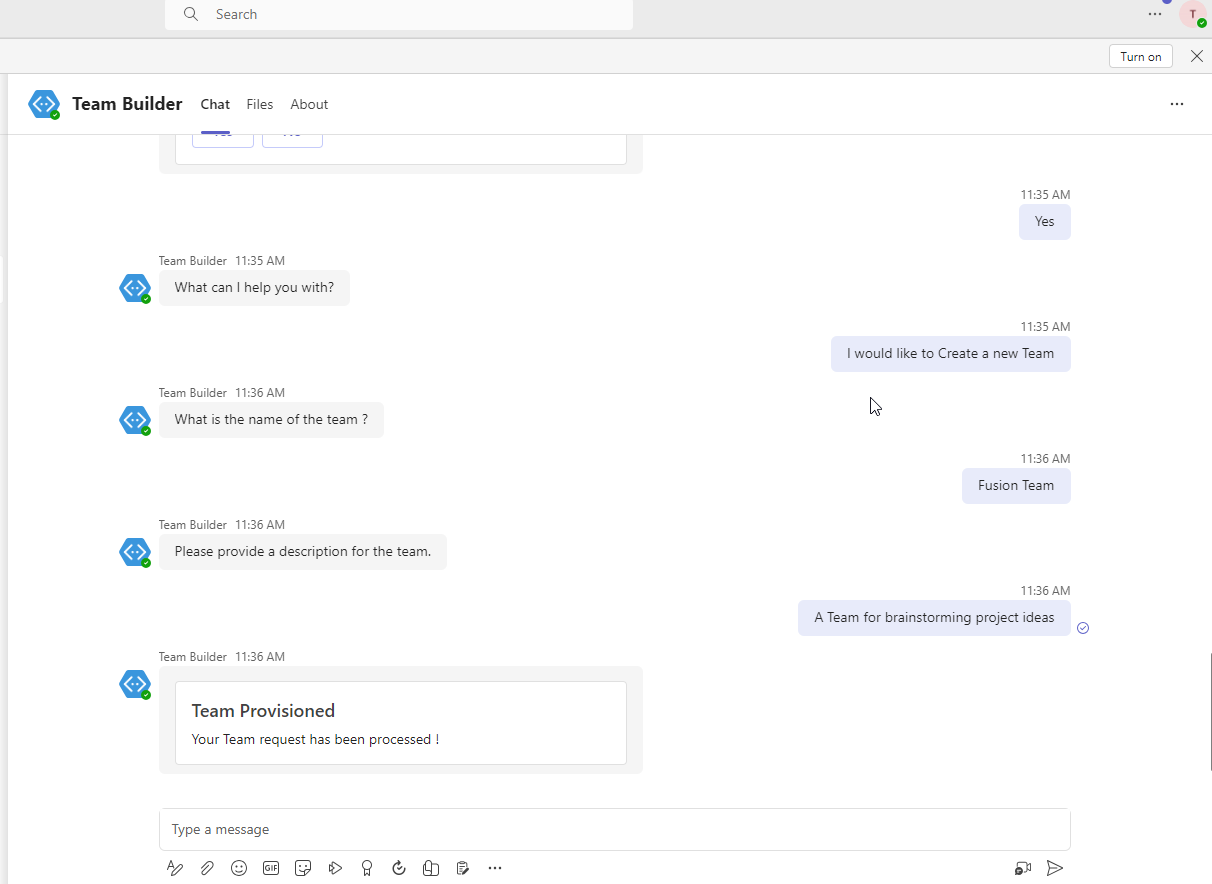 Search
T
Turn on
Team Builder Chat Files About
11:35 AM
Yes
Team Builder 11:35 AM
What can I help you with?
11:35 AM
I would like to Create a new Team
Team Builder 11:36 AM
What is the name of the team ?
11:36 AM
Fusion Team
Team Builder 11:36 AM
Please provide a description for the team.
11:36 AM
A Team for brainstorming project ideas
Team Builder 11:36 AM
Team Provisioned
Your Team request has been processed !
Type a message
GIF